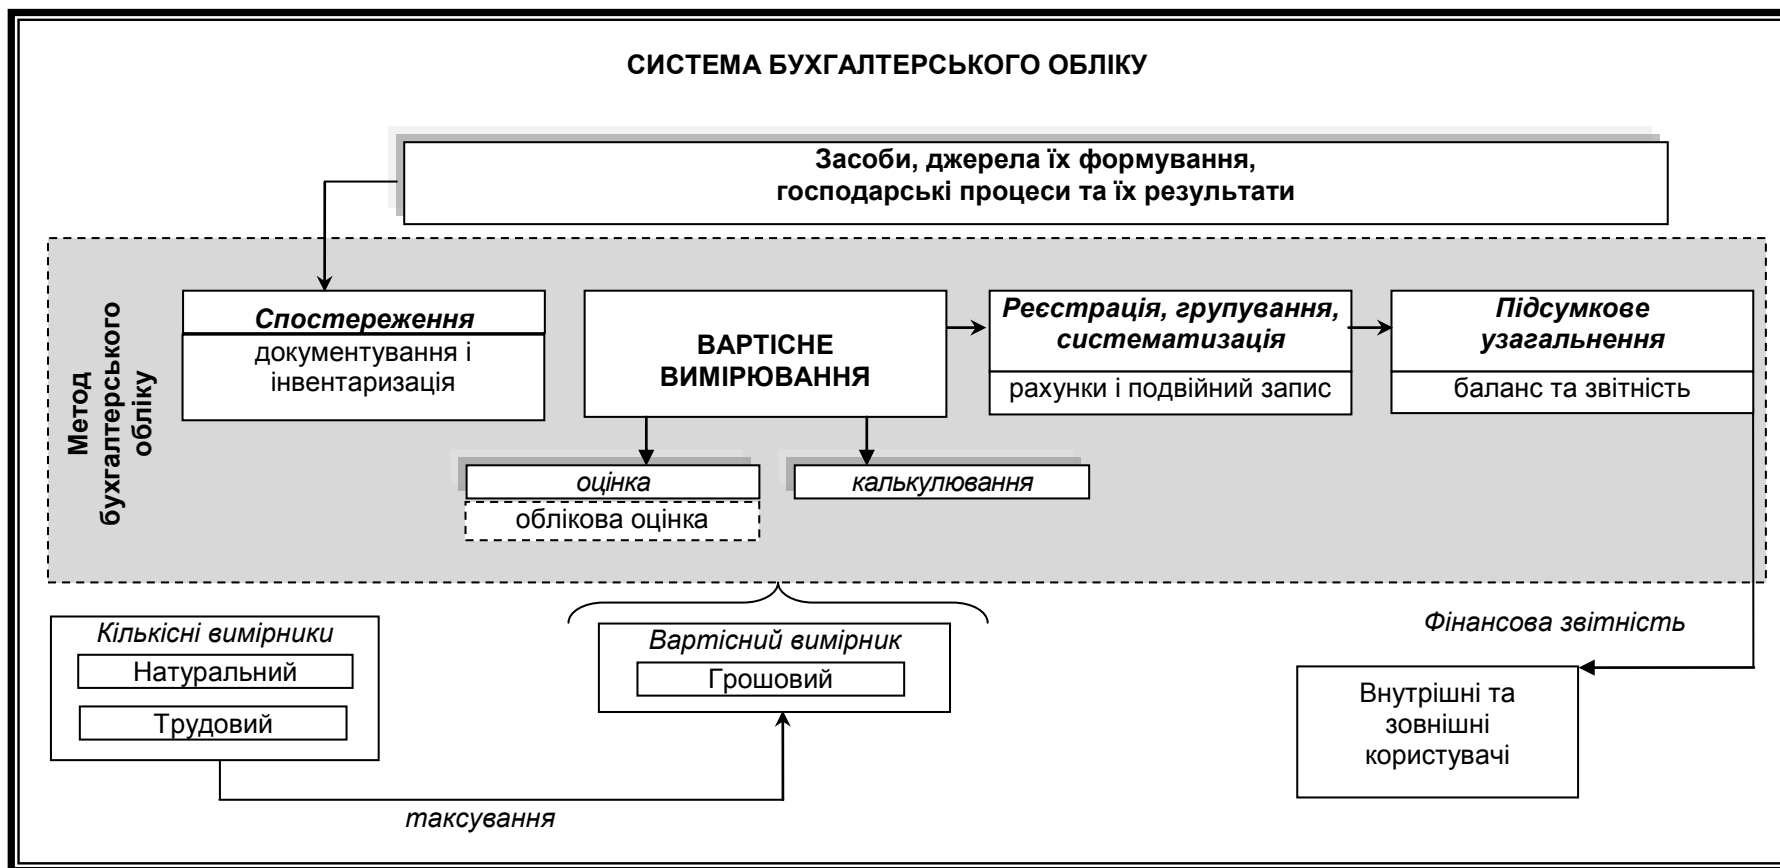 СИСТЕМА БУХГАЛТЕРСЬКОГО ОБЛІКУ
Засоби, джерела їх формування,
господарські процеси та їх результати
Метод
бухгалтерського
обліку
Спостереження
документування і
інвентаризація
ВАРТІСНЕ
ВИМІРЮВАННЯ
Реєстрація, групування,
систематизація
рахунки і подвійний запис
Підсумкове
узагальнення
баланс та звітність
оцінка
облікова оцінка
калькулювання
Кількісні вимірники
Натуральний
Трудовий
Вартісний вимірник
Грошовий
таксування
Фінансова звітність
Внутрішні та
зовнішні
користувачі